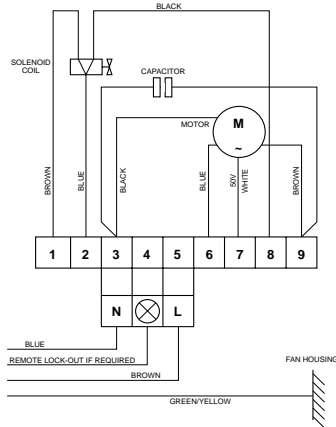 BLACK
SOLENOID
COIL
CAPACITOR
MOTOR
M
~
BROWN
BLUE
BLACK
BLUE
50V
WHITE
BROWN
1 2 3 4 5 6 7 8 9
N L
BLUE
REMOTE LOCK-OUT IF REQUIRED
BROWN
FAN HOUSING
GREEN/YELLOW